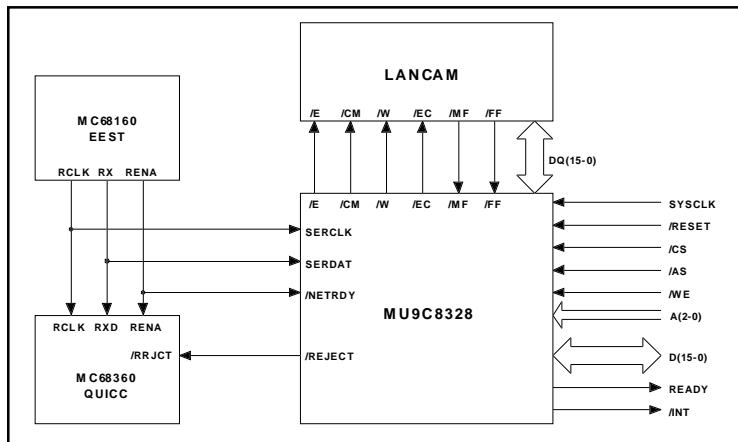 LANCAM
/E /CM /W /EC /MF /FF
MC68160
EEST
RCLK RX RENA
DQ(15-0)
/E /CM /W /EC /MF /FF
SYSCLK
/RESET
SERCLK
/CS
SERDAT
/AS
/NETRDY
/WE
MU9C8328
A(2-0)
RCLK RXD RENA
/RRJCT
/REJECT
D(15-0)
MC68360
QUICC
READY
/INT